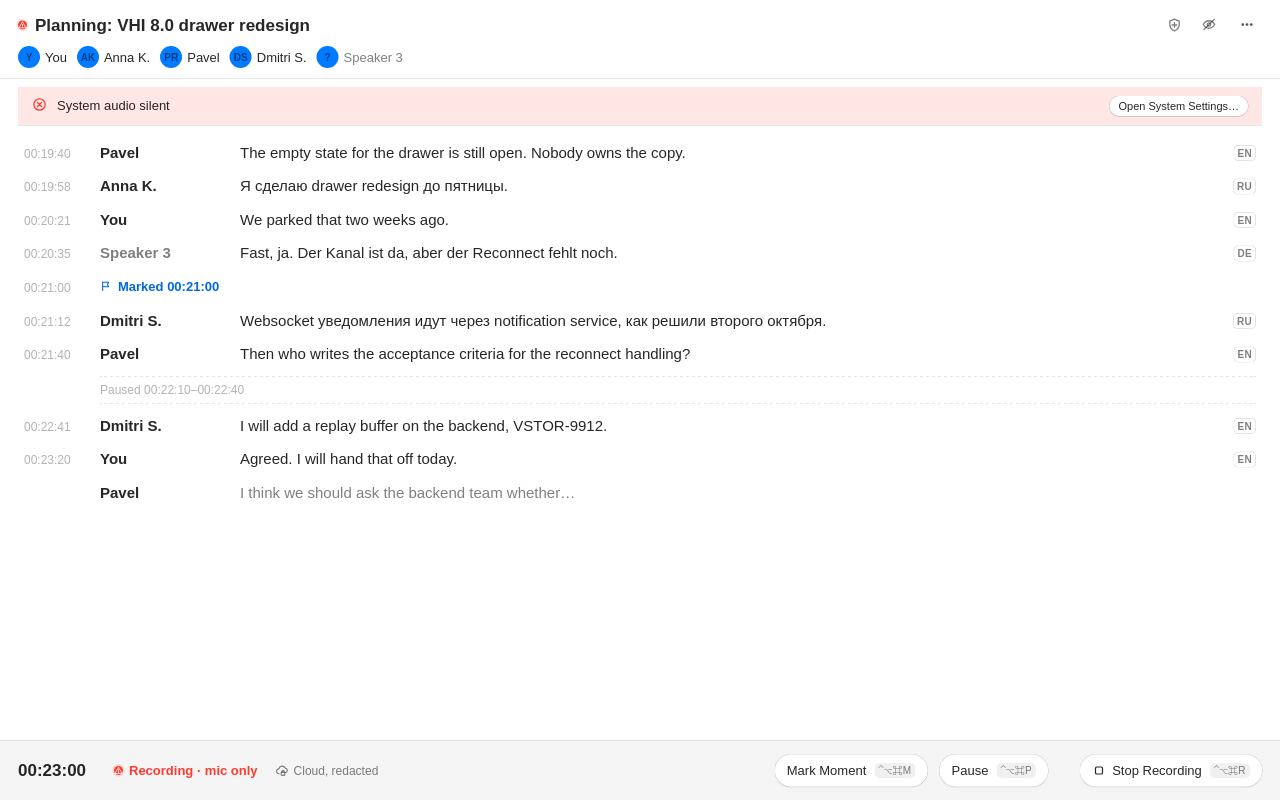 Planning: VHI 8.0 drawer redesign
Y You AK Anna K. PR Pavel DS Dmitri S. ? Speaker 3
System audio silent Open System Settings…
00:19:40 Pavel The empty state for the drawer is still open. Nobody owns the copy. EN
00:19:58 Anna K. Я сделаю drawer redesign до пятницы. RU
00:20:21 You We parked that two weeks ago. EN
00:20:35 Speaker 3 Fast, ja. Der Kanal ist da, aber der Reconnect fehlt noch. DE
00:21:00 Marked 00:21:00
00:21:12 Dmitri S. Websocket уведомления идут через notification service, как решили второго октября. RU
00:21:40 Pavel Then who writes the acceptance criteria for the reconnect handling? EN
Paused 00:22:10–00:22:40
00:22:41 Dmitri S. I will add a replay buffer on the backend, VSTOR-9912. EN
00:23:20 You Agreed. I will hand that off today. EN
Pavel I think we should ask the backend team whether…
00:23:00 Recording · mic only Cloud, redacted Mark Moment ⌃⌥⌘M Pause ⌃⌥⌘P Stop Recording ⌃⌥⌘R